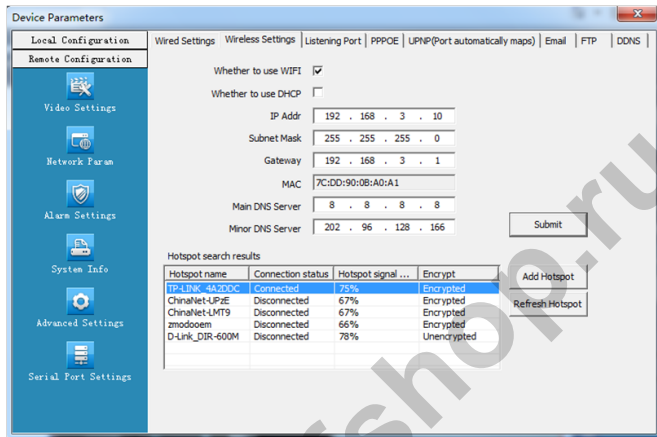 Device Parameters
Local Configuration
Remote Configuration
Video Settings
Network Param
Alarm Settings
System Info
Advanced Settings
Serial Port Settings
Wired Settings Wireless Settings Listening Port PPPOE UPNP(Port automatically maps) Email FTP DDNS
Whether to use WIFI
Whether to use DHCP
IP Addr 192 . 168 . 3 . 10
Subnet Mask 255 . 255 . 255 . 0
Gateway 192 . 168 . 3 . 1
MAC 7C:DD:90:0B:A0:A1
Main DNS Server 8 . 8 . 8 . 8
Minor DNS Server 202 . 96 . 128 . 166
Submit
Hotspot search results
Hotspot name Connection status Hotspot signal ... Encrypt
TP-LINK_4A2DDC Connected 75% Encrypted
ChinaNet-UPzE Disconnected 67% Encrypted
ChinaNet-LMT9 Disconnected 67% Encrypted
zmodooem Disconnected 66% Encrypted
D-Link_DIR-600M Disconnected 78% Unencrypted
Add Hotspot
Refresh Hotspot
fshop.ru